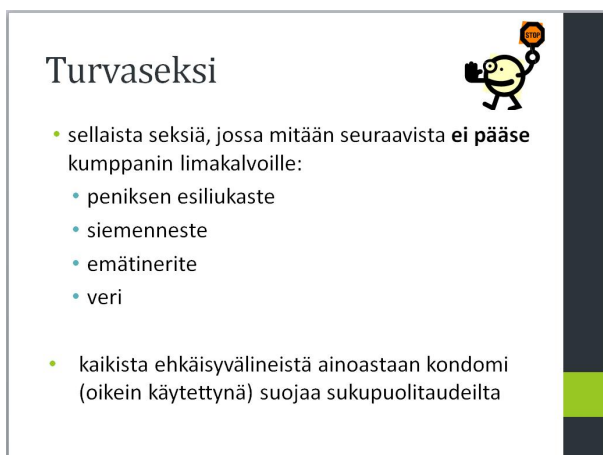 Turvaseksi
STOP
• sellaista seksiä, jossa mitään seuraavista ei pääse
kumppanin limakalvoille:
• peniksen esiliukaste
• siemenneste
• emätinerite
• veri
• kaikista ehkäisyvälineistä ainoastaan kondomi
(oikein käytettynä) suojaa sukupuolitaudeilta